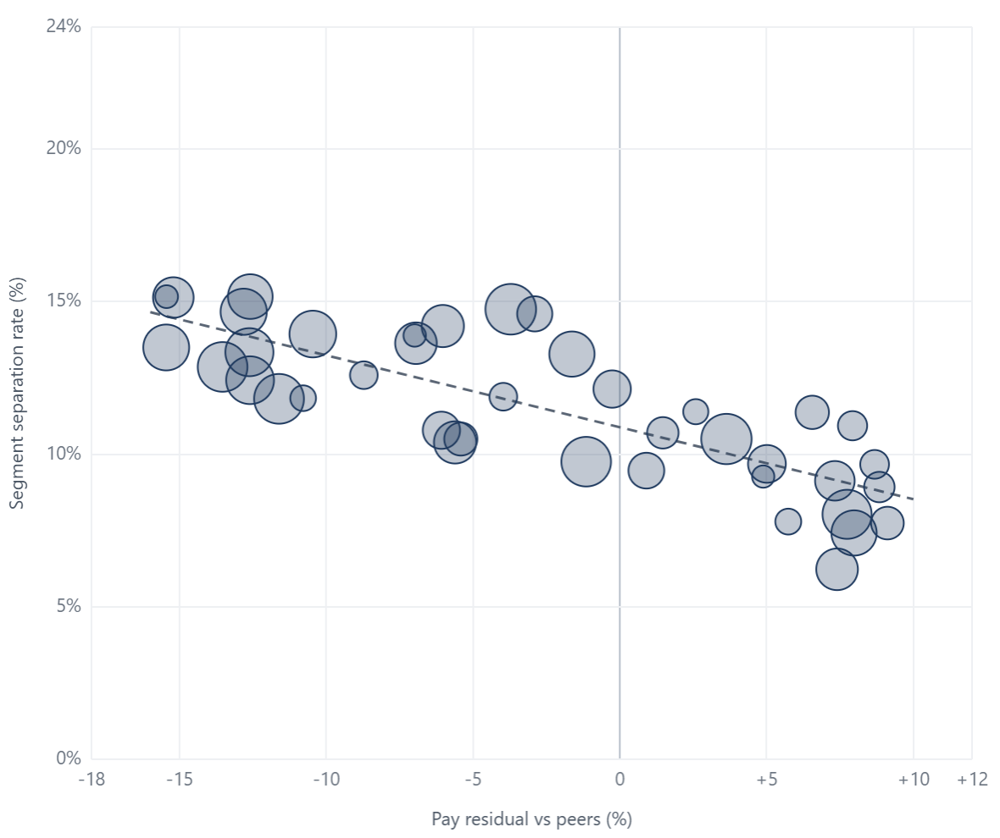 24%
20%
15%
10%
5%
0%
Segment separation rate (%)
-18 -15 -10 -5 0 +5 +10 +12
Pay residual vs peers (%)